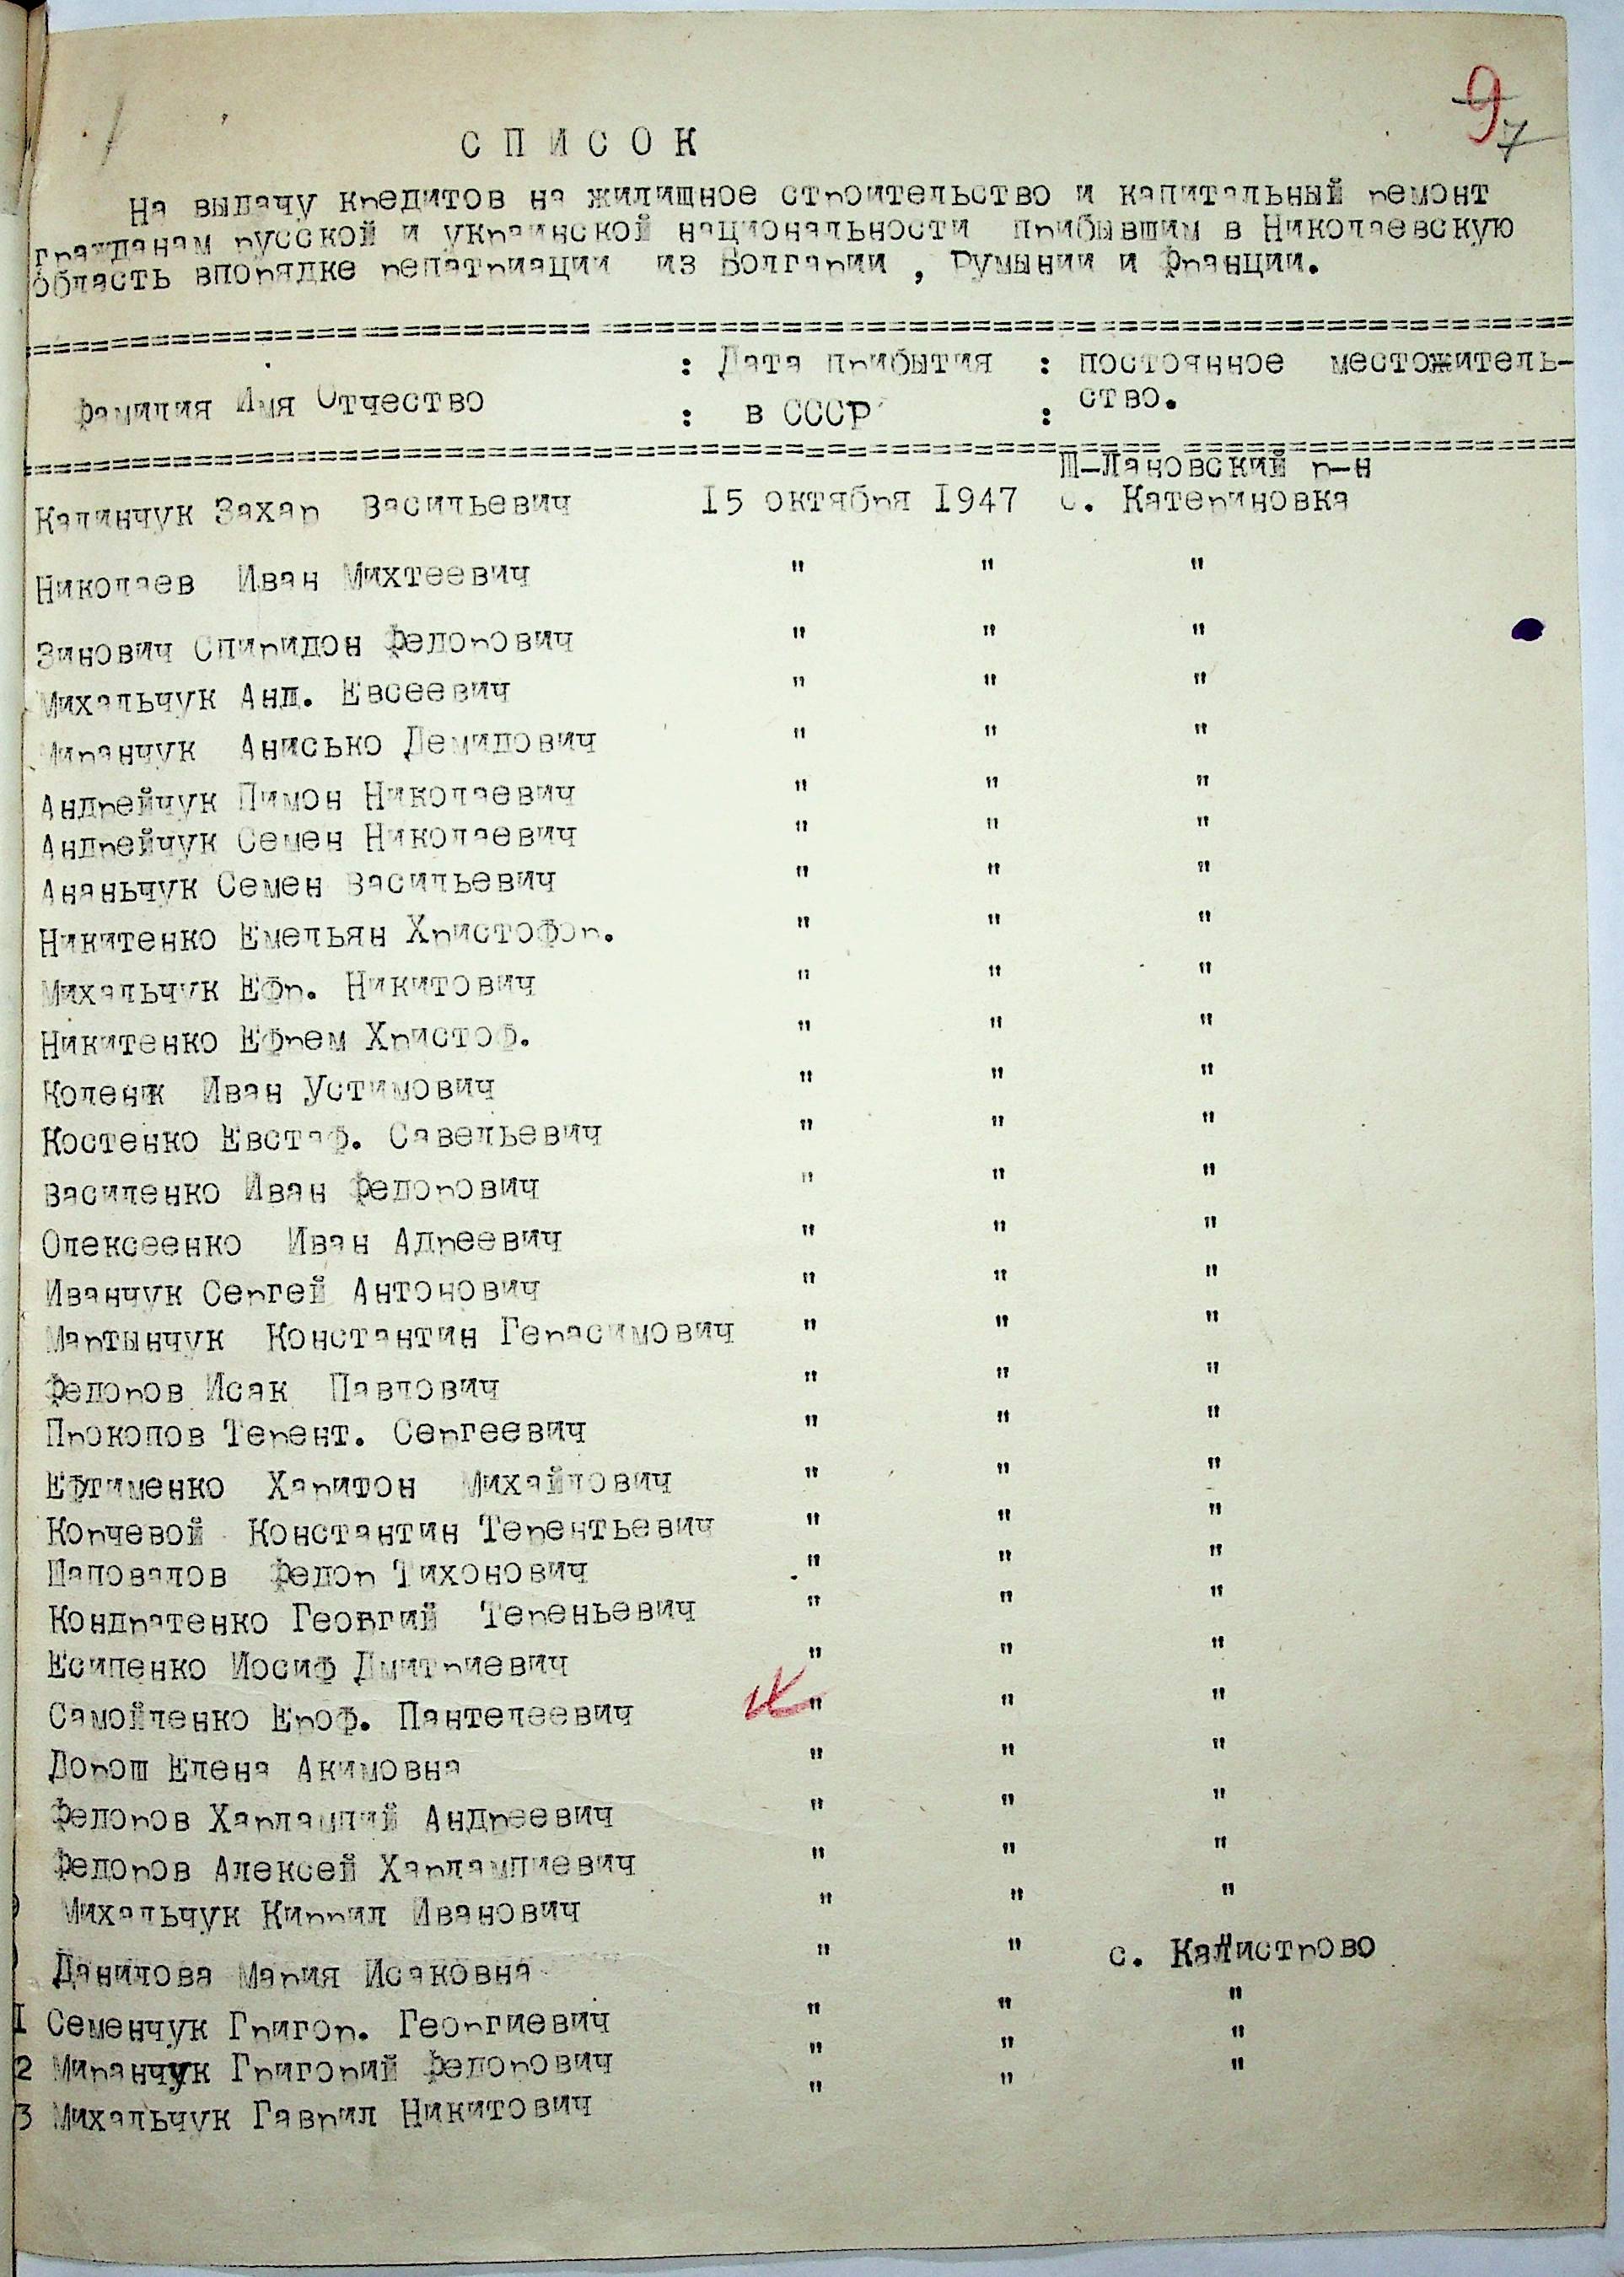 9
7
СПИСОК
На выдачу кредитов на жилищное строительство и капитальный ремонт
гражданам русской и украинской национальности прибывшим в Николаевскую
область впорядке репатриации из Болгарии , Румынии и Франции.
Фамилия Имя Отчество : Дата прибытия : постоянное местожитель-
: в СССР : ство.
Ш-Лановский р-н
Калинчук Захар Васильевич 15 октября 1947 с. Катериновка
Николаев Иван Михтеевич " " "
Зинович Спиридон Федорович " " "
Михальчук Анд. Евсеевич " " "
Миранчук Анисько Демидович " " "
Андрейчук Пимон Николаевич " " "
Андрейчук Семен Николаевич " " "
Ананьчук Семен Васильевич " " "
Никитенко Емельян Христофор. " " "
Михальчук Ефр. Никитович " " "
Никитенко Ефрем Христоф. " " "
Иван Устимович " " "
Костенко Евстаф. Савельевич " " "
Василенко Иван Федорович " " "
Олексеенко Иван Адреевич " " "
Иванчук Сергей Антонович " " "
Мартынчук Константин Герасимович " " "
Федоров Исак Павлович " " "
Прокопов Терент. Сергеевич " " "
Ефтименко Харитон Михайлович " " "
Корчевой Константин Терентьевич " " "
Шаповалов Федор Тихонович " " "
Кондратенко Георгий Тереньевич " " "
Есипенко Иосиф Дмитриевич " " "
Самойленко Ероф. Пантелеевич " " "
Дорош Елена Акимовна " " "
Федоров Харлампий Андреевич " " "
Федоров Алексей Харлампиевич " " "
Михальчук Киррил Иванович " " "
Данилова Мария Исаковна " " с. Калистрово
1 Семенчук Григор. Георгиевич " " "
2 Миранчук Григорий Федорович " " "
3 Михальчук Гаврил Никитович " " "